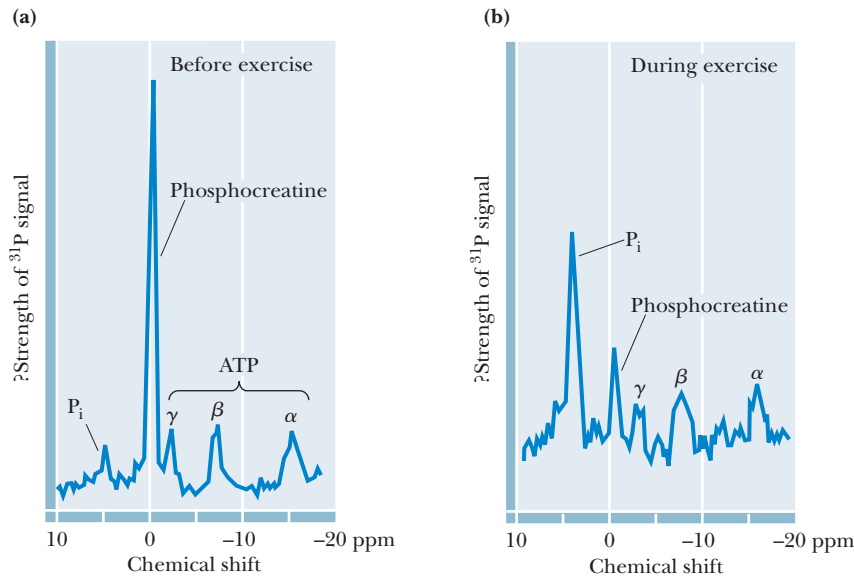 (a)
Before exercise
Phosphocreatine
?Strength of ³¹P signal
ATP
Pᵢ
γ
β
α
10
0
–10
–20 ppm
Chemical shift
(b)
During exercise
Pᵢ
Phosphocreatine
?Strength of ³¹P signal
γ
β
α
10
0
–10
–20 ppm
Chemical shift